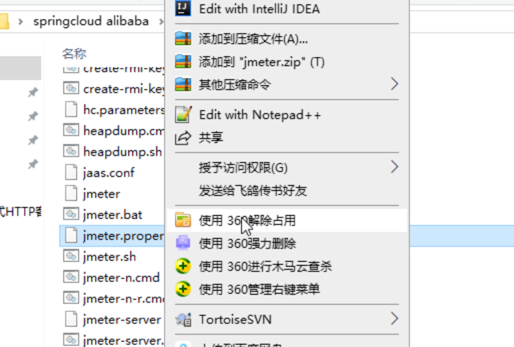 springcloud alibaba
名称
create-rmi-key
create-rmi-key
hc.parameters
heapdump.cm
heapdump.sh
jaas.conf
jmeter
jmeter.bat
jmeter.proper
jmeter.sh
jmeter-n.cmd
jmeter-n-r.cm
jmeter-server
jmeter-server.
式HTTP
Edit with IntelliJ IDEA
添加到压缩文件(A)...
添加到 "jmeter.zip" (T)
其他压缩命令
Edit with Notepad++
共享
授予访问权限(G)
发送给飞鸽传书好友
使用 360解除占用
使用 360强力删除
使用 360进行木马云查杀
使用 360管理右键菜单
TortoiseSVN